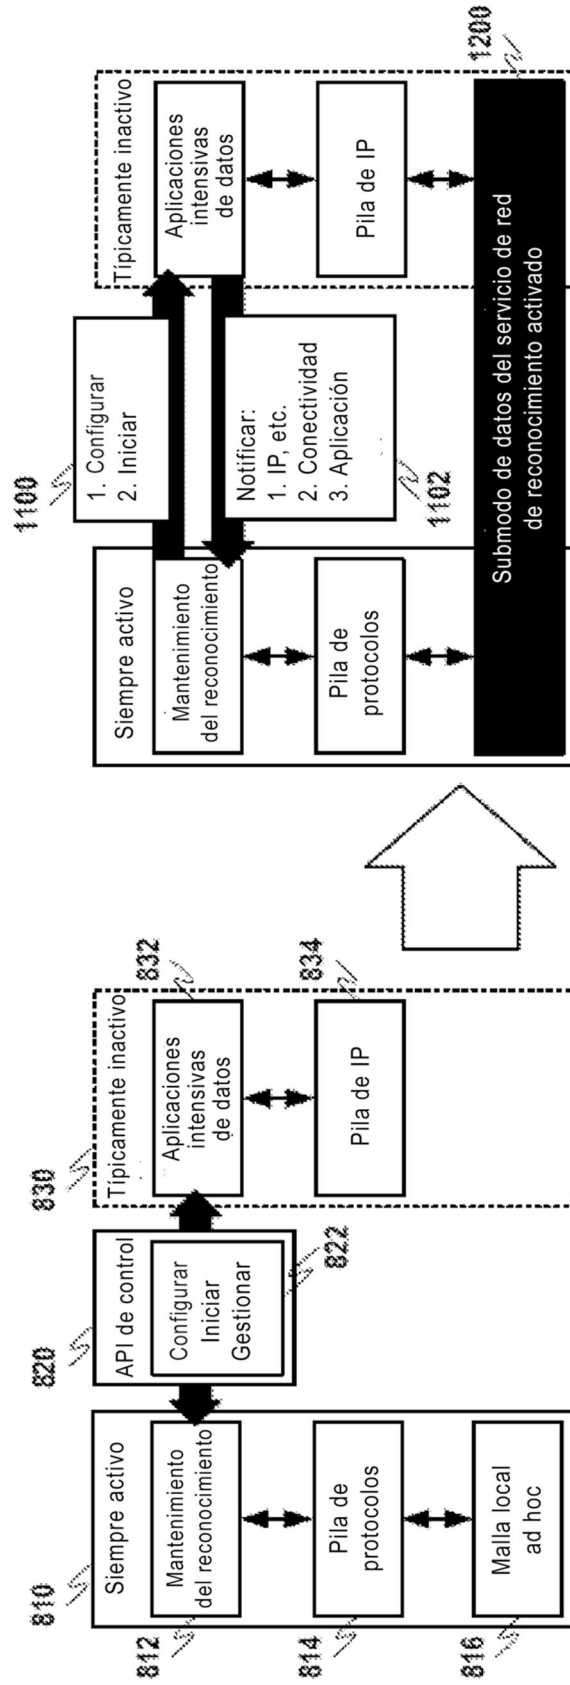 810
Siempre activo
812
Mantenimiento
del reconocimiento
814
Pila de
protocolos
816
Malla local
ad hoc
820
API de control
Configurar
Iniciar
Gestionar
822
830
Típicamente inactivo
Aplicaciones
intensivas
de datos
832
Pila de IP
834
Siempre activo
Mantenimiento
del reconocimiento
Pila de
protocolos
1100
1. Configurar
2. Iniciar
Notificar:
1. IP, etc.
2. Conectividad
3. Aplicación
1102
Típicamente inactivo
Aplicaciones
intensivas
de datos
Pila de IP
Submodo de datos del servicio de red
de reconocimiento activado
1200